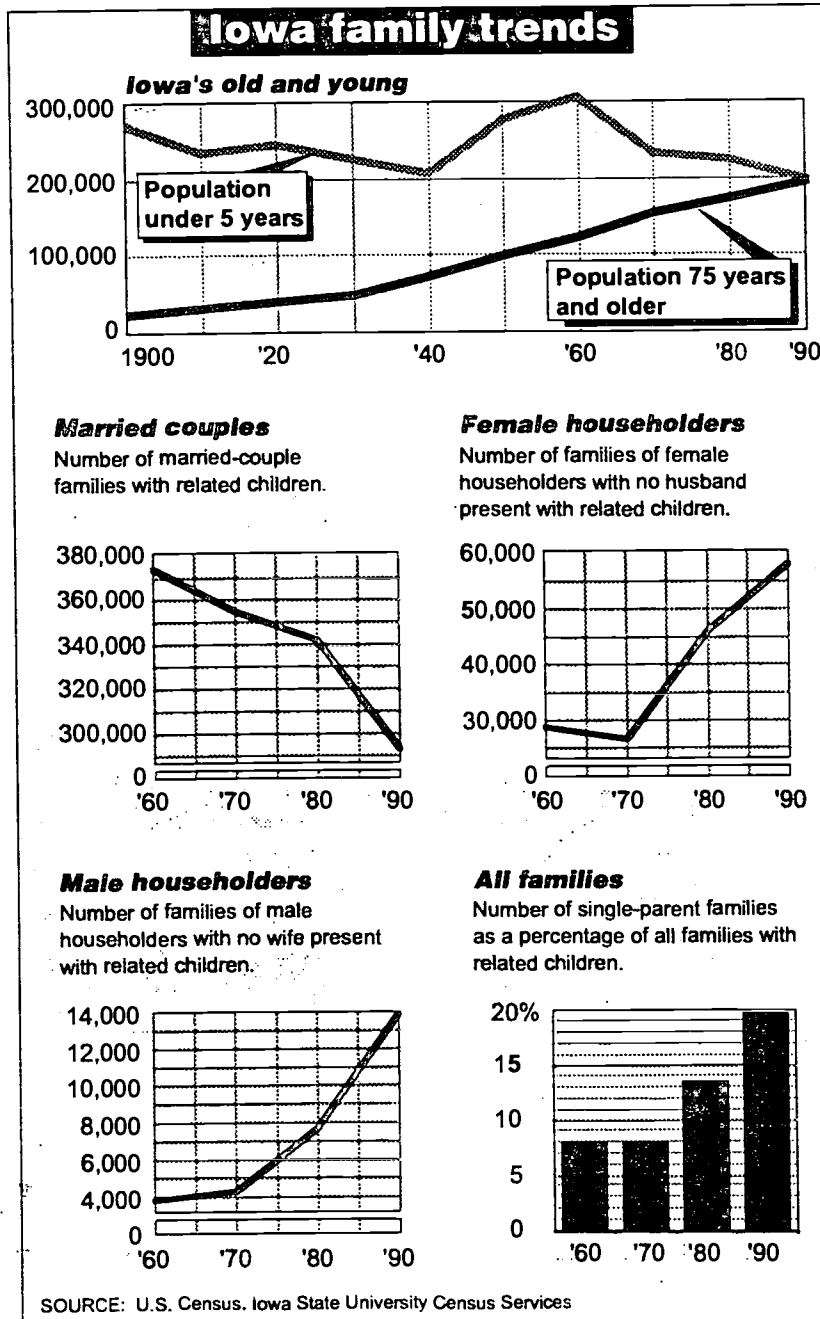 Iowa family trends
Iowa's old and young
300,000
200,000
100,000
0
Population
under 5 years
Population 75 years
and older
1900 '20 '40 '60 '80 '90
Married couples
Number of married-couple
families with related children.
380,000
360,000
340,000
320,000
300,000
0
'60 '70 '80 '90
Female householders
Number of families of female
householders with no husband
present with related children.
60,000
50,000
40,000
30,000
0
'60 '70 '80 '90
Male householders
Number of families of male
householders with no wife present
with related children.
14,000
12,000
10,000
8,000
6,000
4,000
0
'60 '70 '80 '90
All families
Number of single-parent families
as a percentage of all families with
related children.
20%
15
10
5
0
'60 '70 '80 '90
SOURCE: U.S. Census. Iowa State University Census Services